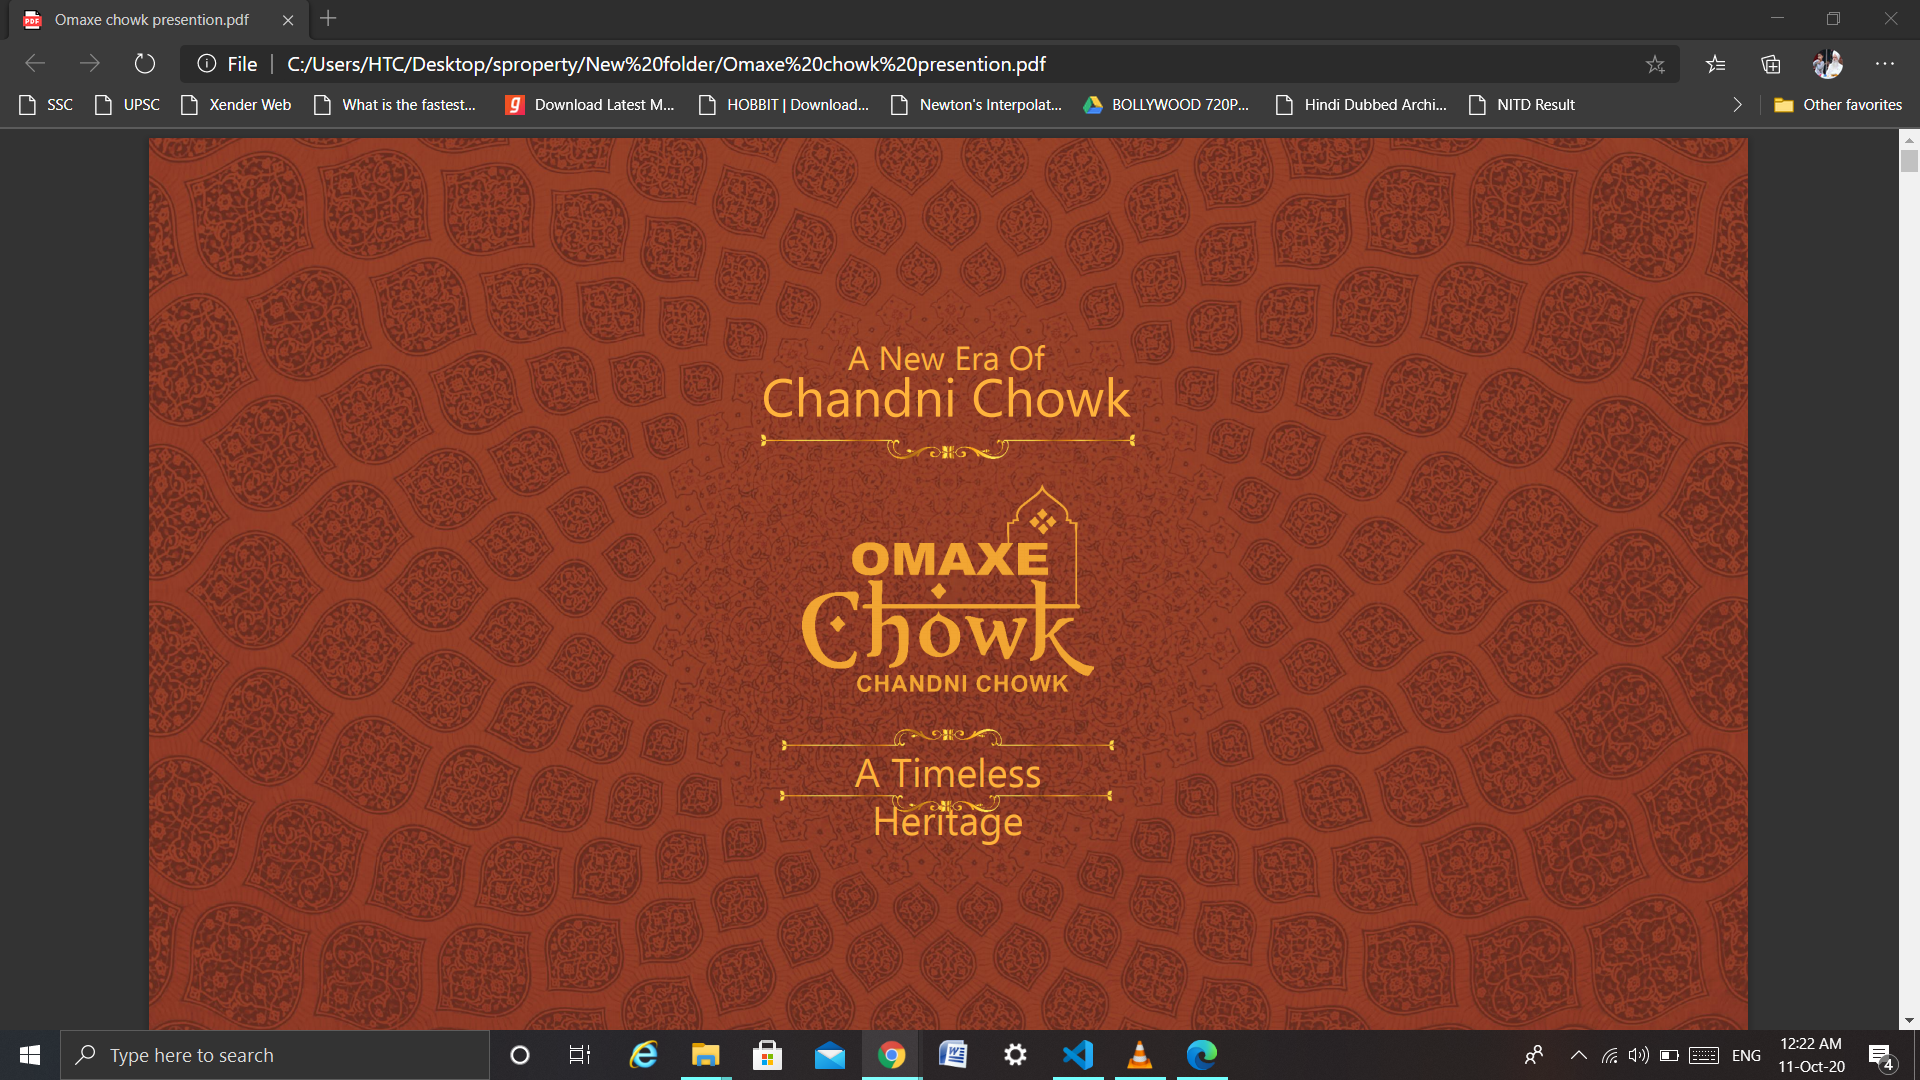 Omaxe chowk presention.pdf
File | C:/Users/HTC/Desktop/sproperty/New%20folder/Omaxe%20chowk%20presention.pdf
SSC UPSC Xender Web What is the fastest... Download Latest M... HOBBIT | Download... Newton's Interpolat... BOLLYWOOD 720P... Hindi Dubbed Archi... NITD Result Other favorites
A New Era Of
Chandni Chowk
OMAXE
Chowk
CHANDNI CHOWK
A Timeless
Heritage
Type here to search
ENG
12:22 AM
11-Oct-20
4